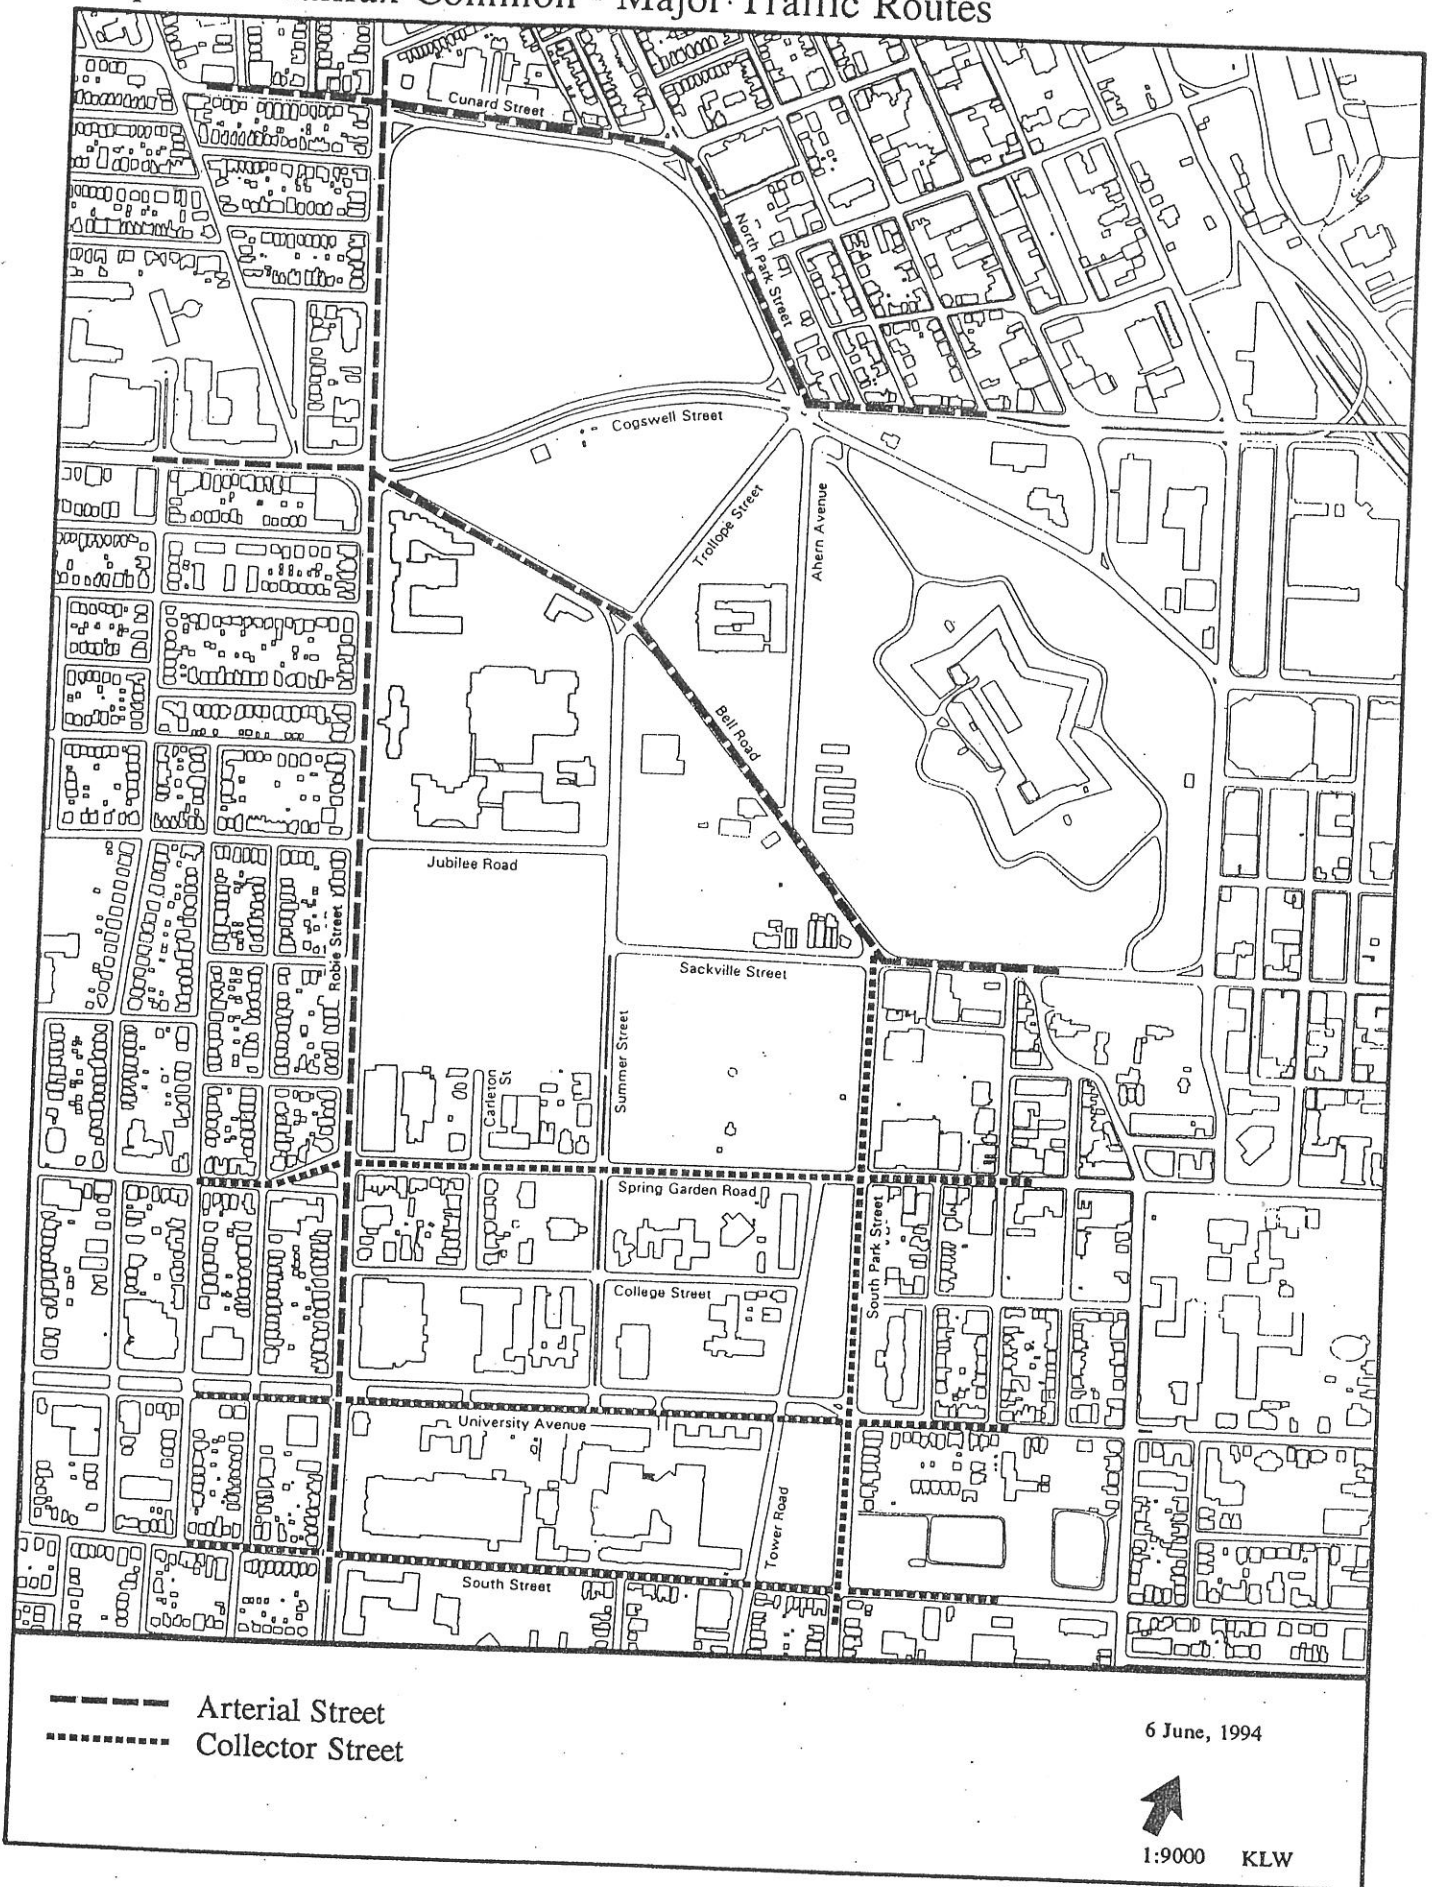 Common - Major Traffic Routes
Cunard Street
North Park Street
Cogswell Street
Trollope Street
Ahern Avenue
Bell Road
Jubilee Road
Robie Street
Sackville Street
Summer Street
Carleton
St
Spring Garden Road
South Park Street
College Street
University Avenue
Tower Road
South Street
Arterial Street
Collector Street
6 June, 1994
1:9000 KLW